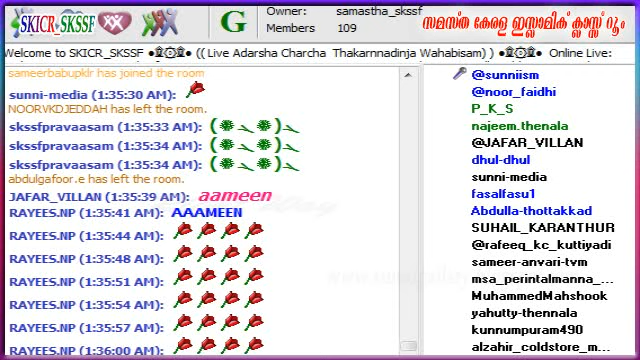 SKICR_SKSSF
G
Owner: samastha_skssf
Members 109
സമസ്ത കേരള ഇസ്ലാമിക് ക്ലാസ്സ് റൂം
Welcome to SKICR_SKSSF (( Live Adarsha Charcha Thakarnnadinja Wahabisam) ) Online Live:
sameerbabupklr has joined the room
sunni-media (1:35:30 AM):
NOORVKDJEDDAH has left the room.
skssfpravaasam (1:35:33 AM):
skssfpravaasam (1:35:34 AM):
skssfpravaasam (1:35:34 AM):
abdulgafoor.e has left the room.
JAFAR_VILLAN (1:35:39 AM): aameen
RAYEES.NP (1:35:41 AM): AAAMEEN
RAYEES.NP (1:35:44 AM):
RAYEES.NP (1:35:48 AM):
RAYEES.NP (1:35:51 AM):
RAYEES.NP (1:35:54 AM):
RAYEES.NP (1:35:57 AM):
RAYEES.NP (1:36:00 AM):
@sunniism
@noor_faidhi
P_K_S
najeem.thenala
@JAFAR_VILLAN
dhul-dhul
sunni-media
fasalfasu1
Abdulla-thottakkad
SUHAIL_KARANTHUR
@rafeeq_kc_kuttiyadi
sameer-anvari-tvm
msa_perintalmanna_...
MuhammedMahshook
yahutty-thennala
kunnumpuram490
alzahir_coldstore_m...